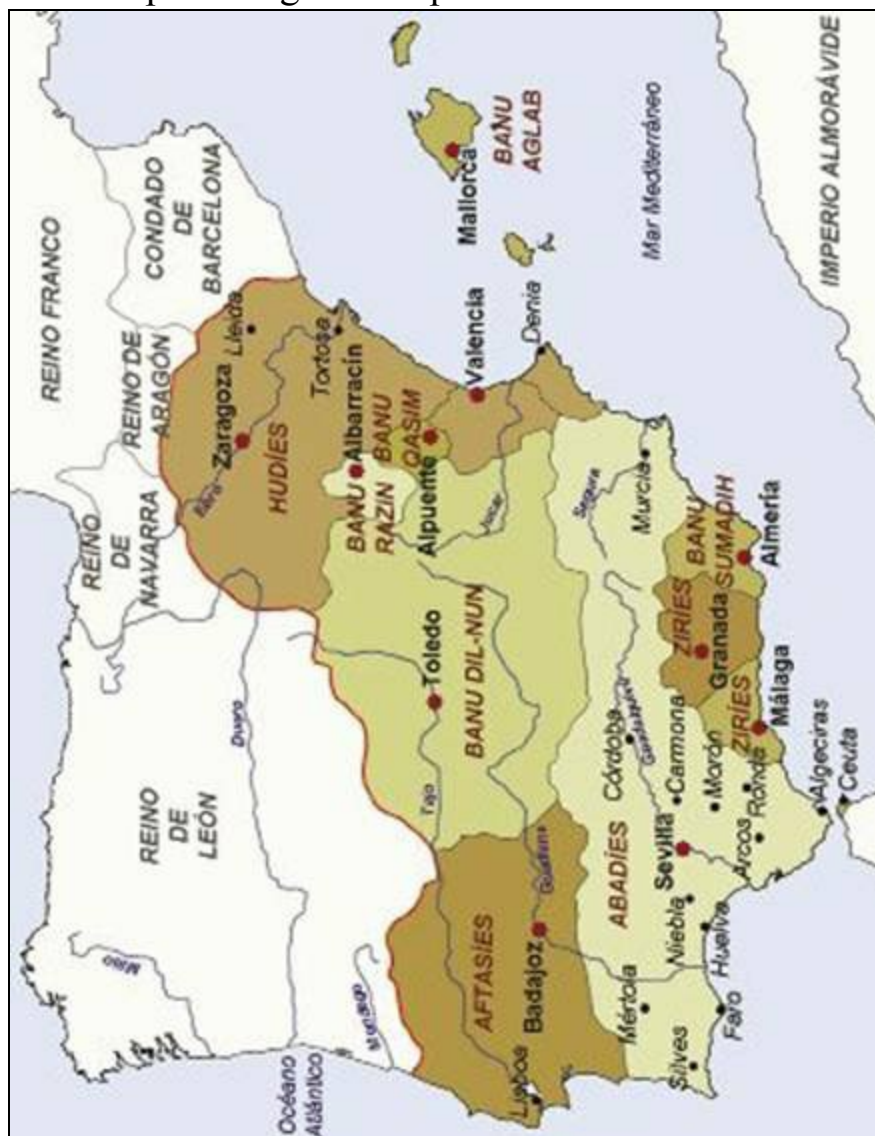 REINO FRANCO
CONDADO
DE
BARCELONA
REINO DE
ARAGÓN
REINO
DE
NAVARRA
REINO
DE
LEÓN
Miño
Duero
Mondego
Océano
Atlántico
Ebro
Zaragoza
Lleida
HUDÍES
Tortosa
Albarracín
BANU
RAZIN
BANU
QASIM
Alpuente
Valencia
Denia
Mallorca
BANU
AGLAB
Mar Mediterráneo
IMPERIO ALMORÁVIDE
Júcar
Toledo
Tajo
BANU DIL-NUN
AFTASIES
Badajoz
Guadiana
Lisboa
Segura
Murcia
Córdoba
Guadalquivir
ABADÍES
Carmona
Sevilla
Morón
Niebla
Huelva
Mértola
Silves
Faro
Arcos
Ronda
ZIRÍES
Granada
BANU
SUMADIH
Almería
ZIRÍES
Málaga
Algeciras
Ceuta